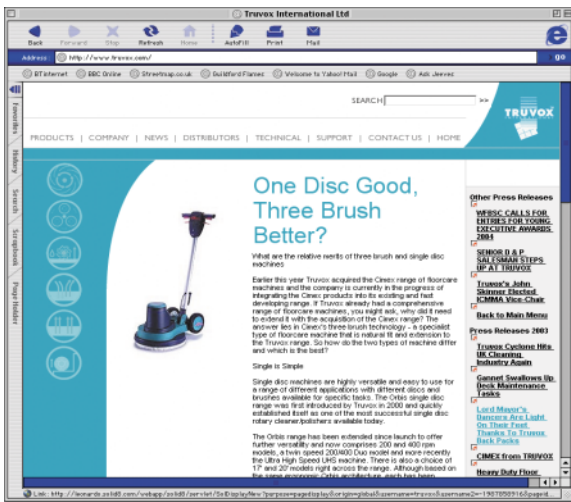 Truvox International Ltd
Back Forward Stop Refresh Home AutoFill Print Mail
Address: http://www.truvox.com/ go
BTinternet BBC Online Streetmap.co.uk Guildford Flames Welcome to Yahoo! Mail Google Ask Jeeves
Favorites
History
Search
Scrapbook
Page Holder
SEARCH >>
TRUVOX
INTERNATIONAL
PRODUCTS | COMPANY | NEWS | DISTRIBUTORS | TECHNICAL | SUPPORT | CONTACT US | HOME
One Disc Good,
Three Brush
Better?
What are the relative merits of three brush and single disc
machines
Earlier this year Truvox acquired the Cimex range of floorcare
machines and the company is currently in the progress of
integrating the Cimex products into its existing and fast
developing range. If Truvox already had a comprehensive
range of floorcare machines, you might ask, why did it need
to extend it with the acquisition of the Cimex range? The
answer lies in Cimex's three brush technology - a specialist
type of floorcare machine that is natural fit and extension to
the Truvox range. So how do the two types of machine differ
and which is the best?
Single is Simple
Single disc machines are highly versatile and easy to use for
a range of different applications with different discs and
brushes available for specific tasks. The Orbis single disc
range was first introduced by Truvox in 2000 and quickly
established itself as one of the most successful single disc
rotary cleaner/polishers available today.
The Orbis range has been extended since launch to offer
further versatility and now comprises 200 and 400 rpm
models, a twin speed 200/400 Duo model and more recently
the Ultra High Speed UHS machine. There is also a choice of
17" and 20" models right across the range. Although based on
the same ergonomic Orbis architecture, each has been
Other Press Releases
WFBSC CALLS FOR
ENTRIES FOR YOUNG
EXECUTIVE AWARDS
2004
SENIOR D & P
SALESMAN STEPS
UP AT TRUVOX
Truvox's John
Skinner Elected
ICMMA Vice-Chair
Back to Main Menu
Press Releases 2003
Truvox Cyclone Hits
UK Cleaning
Industry Again
Gannet Swallows Up
Deck Maintenance
Tasks
Lord Mayor's
Dancers Are Light
On Their Feet
Thanks To Truvox
Back Packs
CIMEX from TRUVOX
Heavy Duty Floor